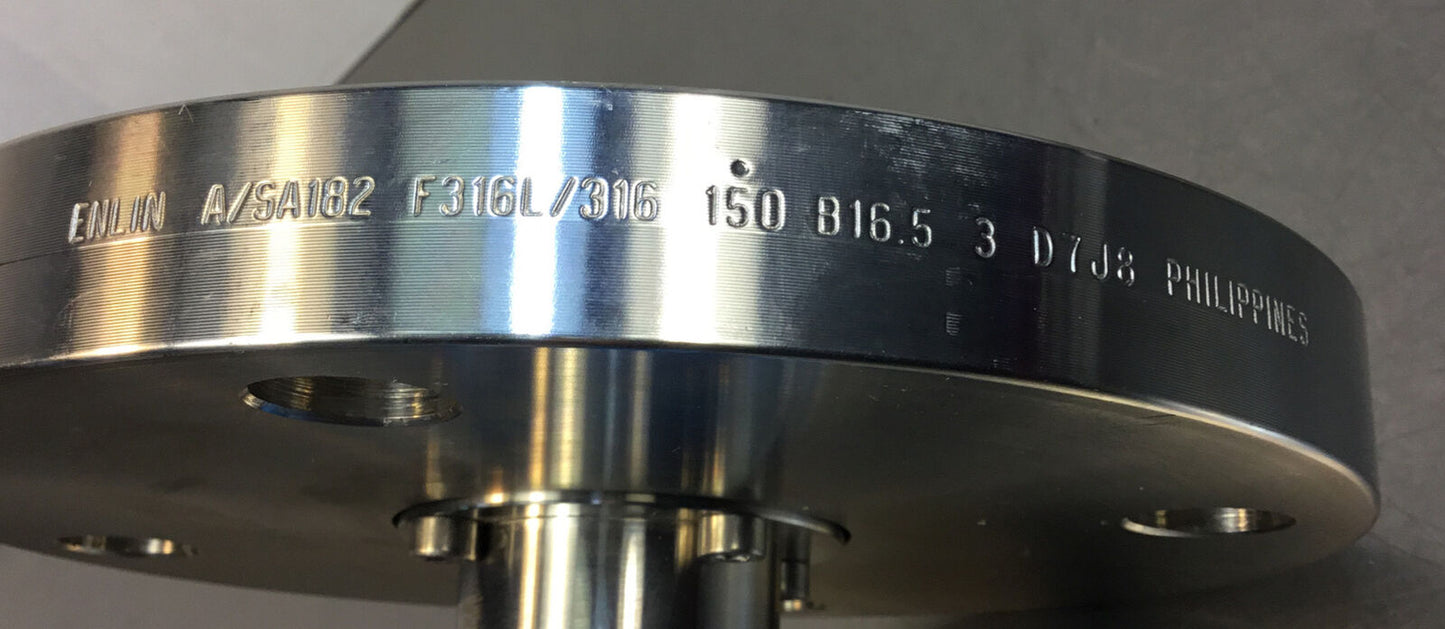 ENLIN A/SA182 F316L/316 150 B16.5 3 D7J8 PHILIPPINES